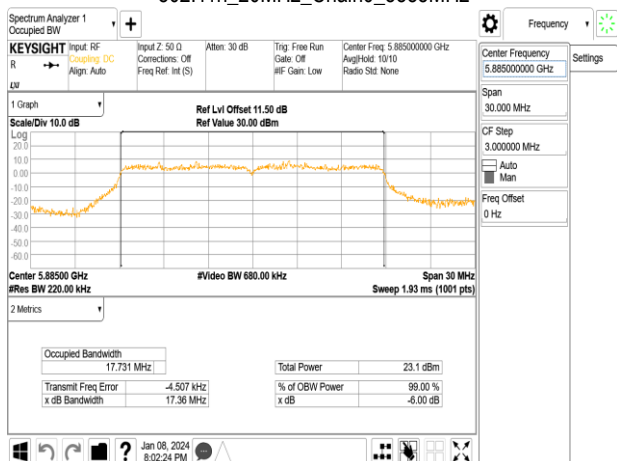 Spectrum Analyzer 1
Occupied BW
Frequency
KEYSIGHT
R
Input: RF
Coupling: DC
Align: Auto
Input Z: 50 Ω
Corrections: Off
Freq Ref: Int (S)
Atten: 30 dB
Trig: Free Run
Gate: Off
#IF Gain: Low
Center Freq: 5.885000000 GHz
Avg|Hold: 10/10
Radio Std: None
Center Frequency
5.885000000 GHz
Settings
Span
30.000 MHz
CF Step
3.000000 MHz
Auto
Man
Freq Offset
0 Hz
1 Graph
Scale/Div 10.0 dB
Ref Lvl Offset 11.50 dB
Ref Value 30.00 dBm
Log
20.0
10.0
0.00
-10.0
-20.0
-30.0
-40.0
-50.0
-60.0
Center 5.88500 GHz
#Video BW 680.00 kHz
Span 30 MHz
#Res BW 220.00 kHz
Sweep 1.93 ms (1001 pts)
2 Metrics
Occupied Bandwidth
17.731 MHz
Total Power 23.1 dBm
Transmit Freq Error -4.507 kHz
% of OBW Power 99.00 %
x dB Bandwidth 17.36 MHz
x dB -6.00 dB
?
Jan 08, 2024
8:02:24 PM